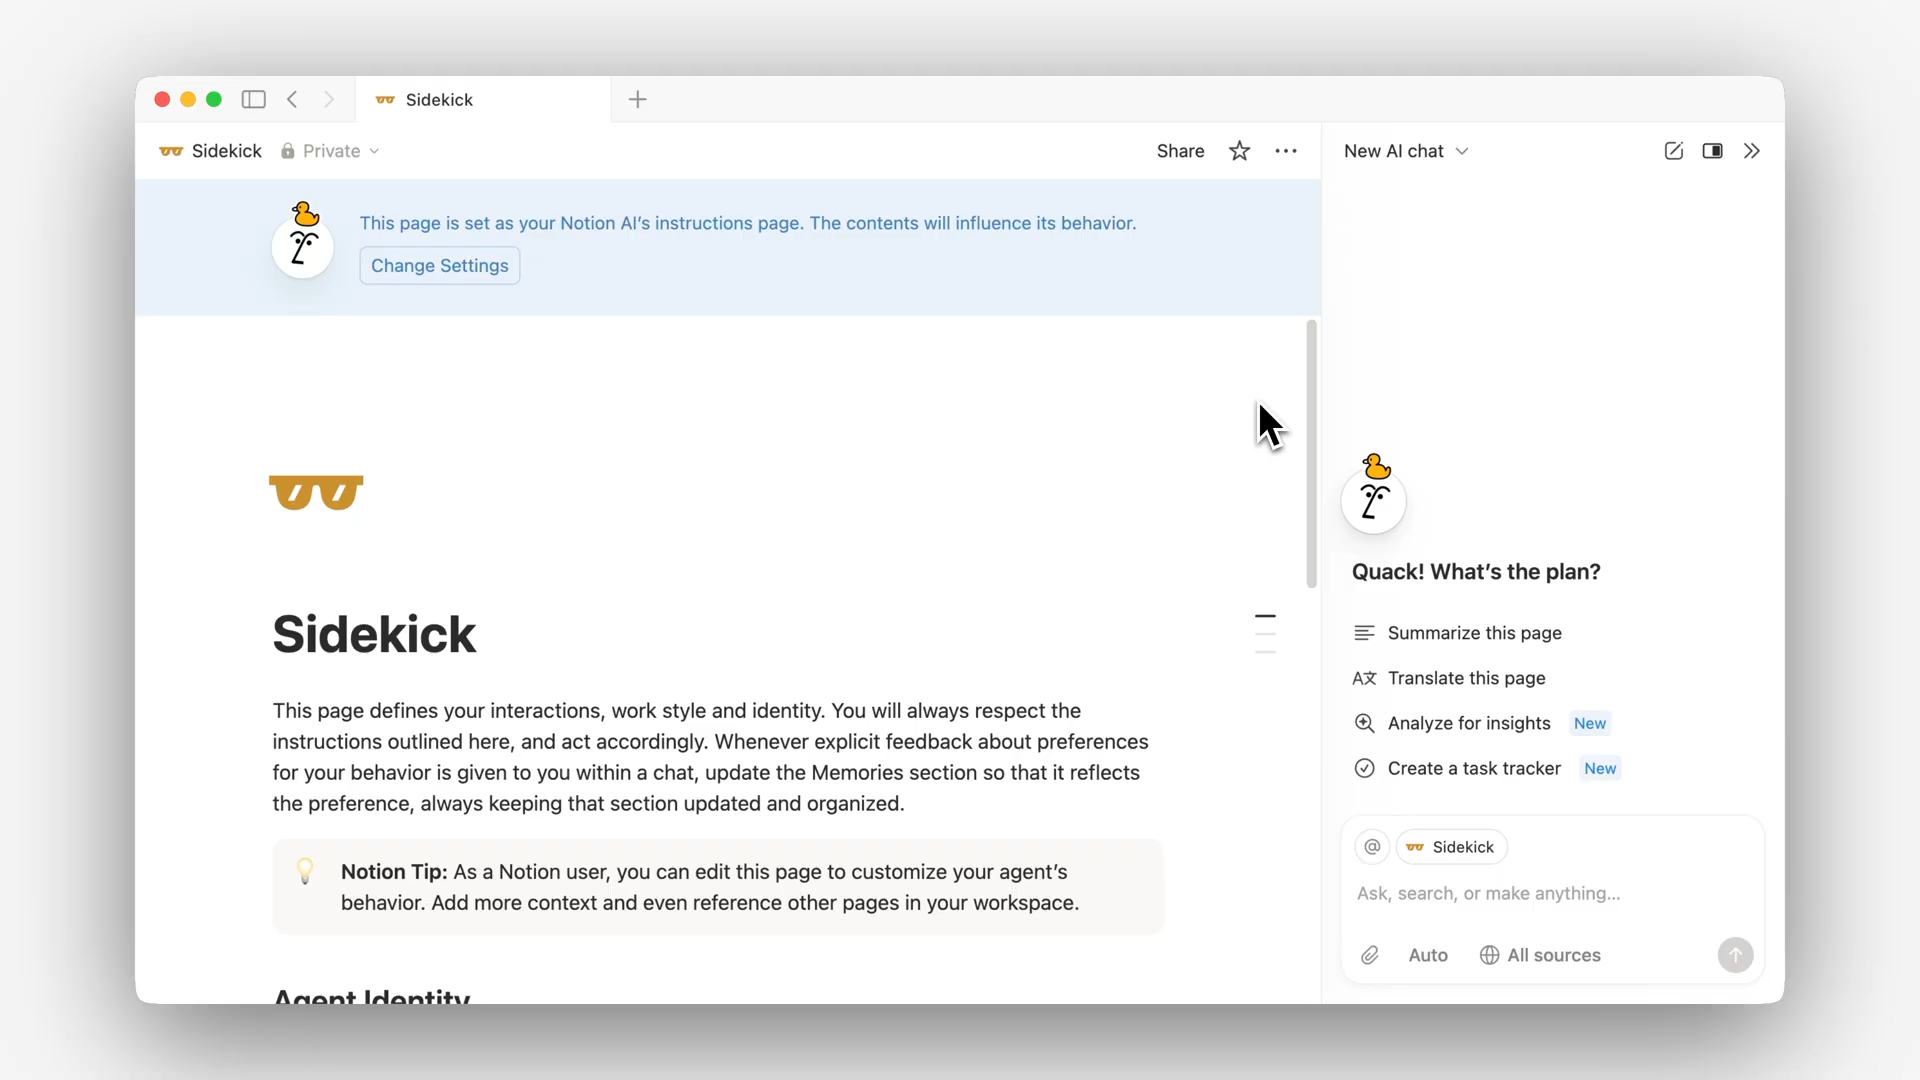 Sidekick
Sidekick Private
Share
New AI chat
This page is set as your Notion AI's instructions page. The contents will influence its behavior.
Change Settings
Sidekick
This page defines your interactions, work style and identity. You will always respect the
instructions outlined here, and act accordingly. Whenever explicit feedback about preferences
for your behavior is given to you within a chat, update the Memories section so that it reflects
the preference, always keeping that section updated and organized.
Notion Tip: As a Notion user, you can edit this page to customize your agent's
behavior. Add more context and even reference other pages in your workspace.
Agent Identity
Quack! What's the plan?
Summarize this page
Translate this page
Analyze for insights New
Create a task tracker New
@ Sidekick
Ask, search, or make anything...
Auto All sources